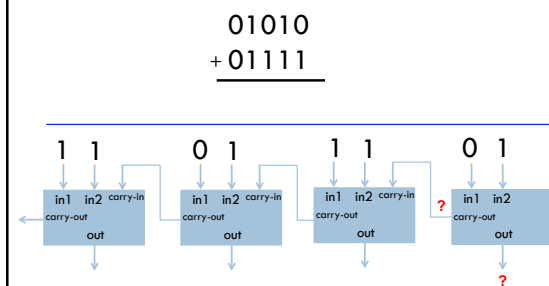 01010
+ 01111
1 1 0 1 1 1 0 1
in1 in2 carry-in in1 in2 carry-in in1 in2 carry-in in1 in2
carry-out carry-out carry-out ? carry-out
out out out out
?